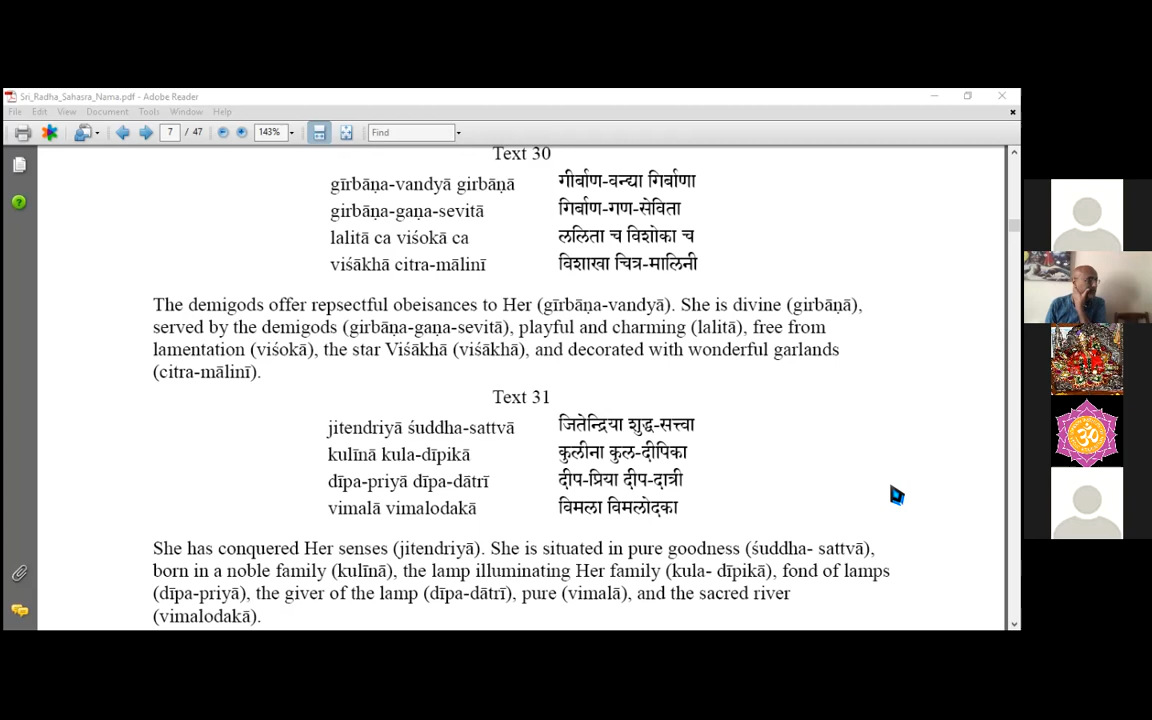 Sri_Radha_Sahasra_Nama.pdf - Adobe Reader
File Edit View Document Tools Window Help
7 / 47 143% Find
Text 30
gīrbāṇa-vandyā girbāṇā गीर्बाण-वन्द्या गिर्बाणा
girbāṇa-gaṇa-sevitā गिर्बाण-गण-सेविता
lalitā ca viśokā ca ललिता च विशोका च
viśākhā citra-mālinī विशाखा चित्र-मालिनी
The demigods offer repsectful obeisances to Her (gīrbāṇa-vandyā). She is divine (girbāṇā),
served by the demigods (girbāṇa-gaṇa-sevitā), playful and charming (lalitā), free from
lamentation (viśokā), the star Viśākhā (viśākhā), and decorated with wonderful garlands
(citra-mālinī).
Text 31
jitendriyā śuddha-sattvā जितेन्द्रिया शुद्ध-सत्त्वा
kulīnā kula-dīpikā कुलीना कुल-दीपिका
dīpa-priyā dīpa-dātrī दीप-प्रिया दीप-दात्री
vimalā vimalodakā विमला विमलोदका
She has conquered Her senses (jitendriyā). She is situated in pure goodness (śuddha- sattvā),
born in a noble family (kulīnā), the lamp illuminating Her family (kula- dīpikā), fond of lamps
(dīpa-priyā), the giver of the lamp (dīpa-dātrī), pure (vimalā), and the sacred river
(vimalodakā).
ॐ